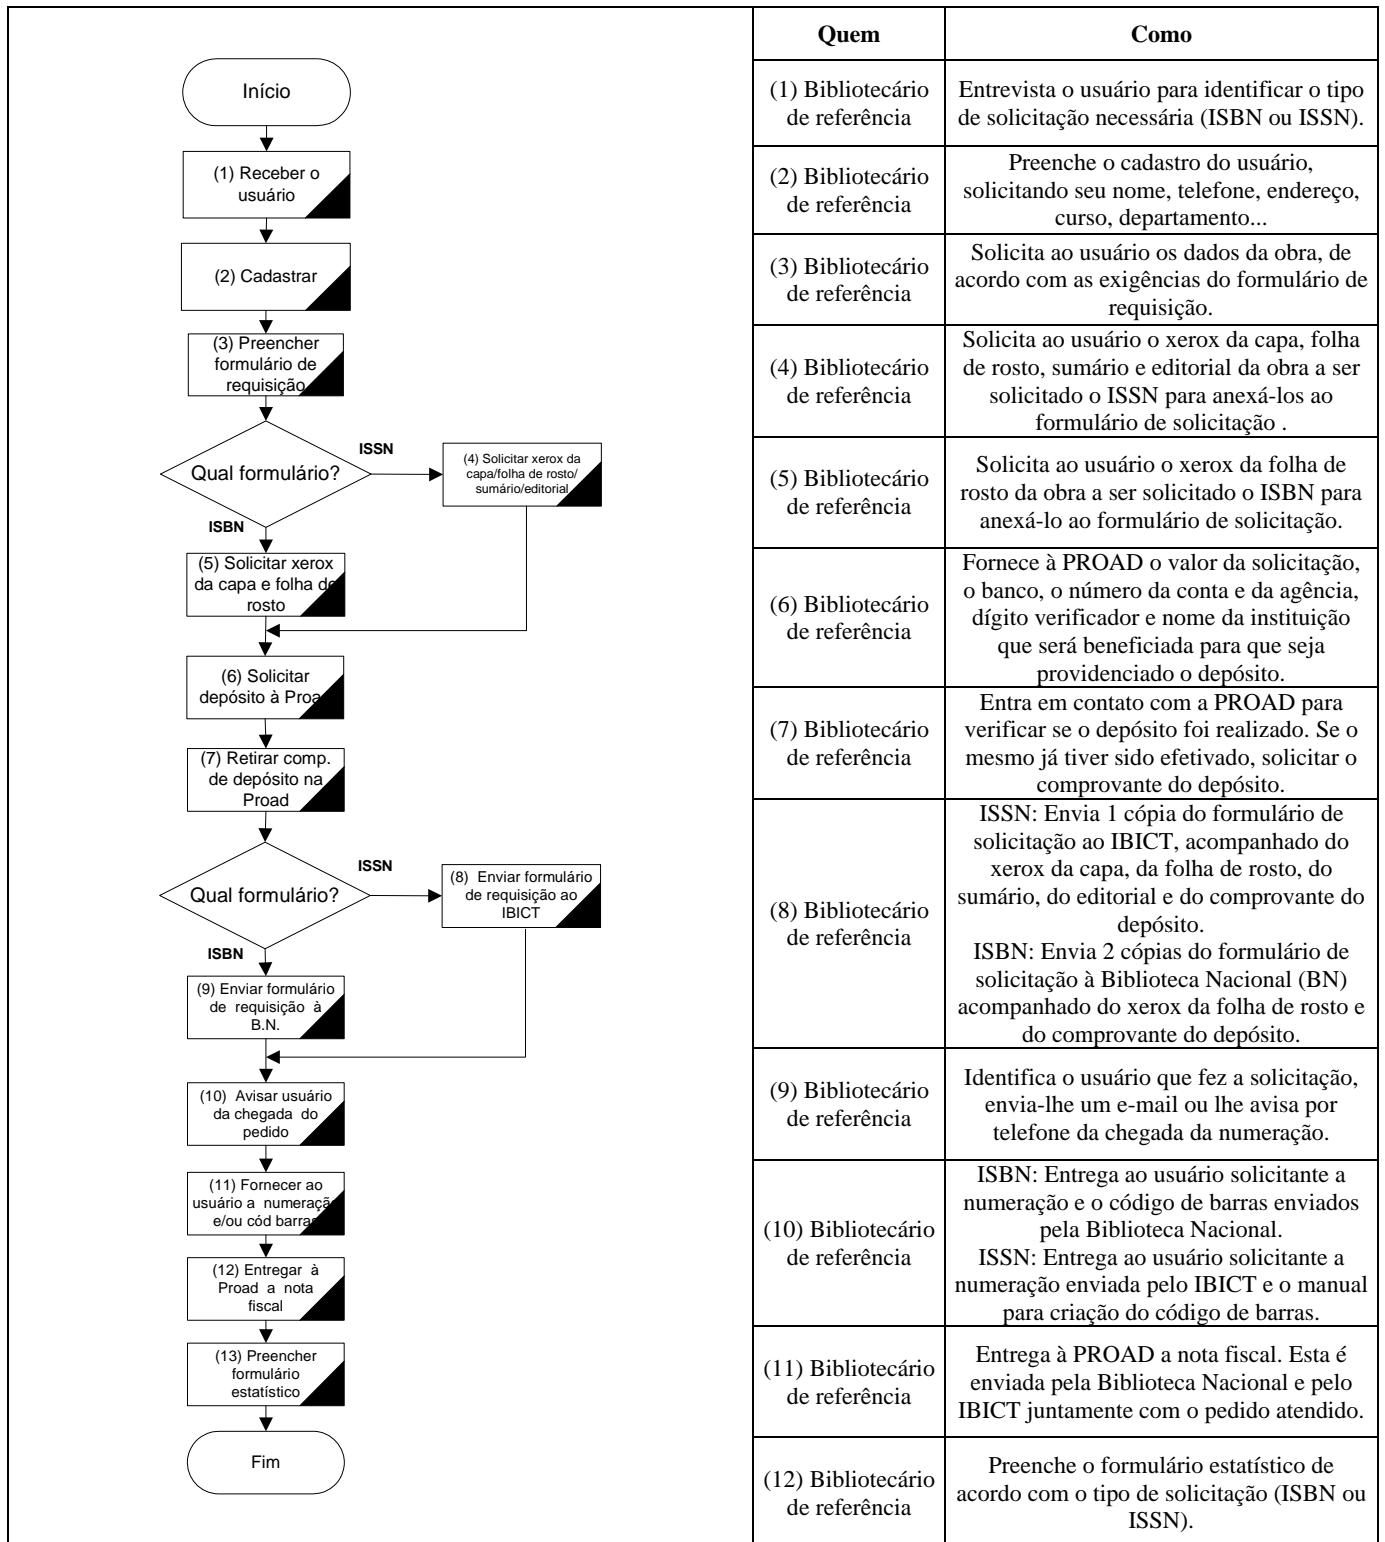 Início
(1) Receber o
usuário
(2) Cadastrar
(3) Preencher
formulário de
requisição
Qual formulário?
ISSN
(4) Solicitar xerox da
capa/folha de rosto/
sumário/editorial
ISBN
(5) Solicitar xerox
da capa e folha de
rosto
(6) Solicitar
depósito à Proad
(7) Retirar comp.
de depósito na
Proad
Qual formulário?
ISSN
(8) Enviar formulário
de requisição ao
IBICT
ISBN
(9) Enviar formulário
de requisição à
B.N.
(10) Avisar usuário
da chegada do
pedido
(11) Fornecer ao
usuário a numeração
e/ou cód barras
(12) Entregar à
Proad a nota
fiscal
(13) Preencher
formulário
estatístico
Fim
Quem
Como
(1) Bibliotecário
de referência
Entrevista o usuário para identificar o tipo
de solicitação necessária (ISBN ou ISSN).
(2) Bibliotecário
de referência
Preenche o cadastro do usuário,
solicitando seu nome, telefone, endereço,
curso, departamento...
(3) Bibliotecário
de referência
Solicita ao usuário os dados da obra, de
acordo com as exigências do formulário de
requisição.
(4) Bibliotecário
de referência
Solicita ao usuário o xerox da capa, folha
de rosto, sumário e editorial da obra a ser
solicitado o ISSN para anexá-los ao
formulário de solicitação .
(5) Bibliotecário
de referência
Solicita ao usuário o xerox da folha de
rosto da obra a ser solicitado o ISBN para
anexá-lo ao formulário de solicitação.
(6) Bibliotecário
de referência
Fornece à PROAD o valor da solicitação,
o banco, o número da conta e da agência,
dígito verificador e nome da instituição
que será beneficiada para que seja
providenciado o depósito.
(7) Bibliotecário
de referência
Entra em contato com a PROAD para
verificar se o depósito foi realizado. Se o
mesmo já tiver sido efetivado, solicitar o
comprovante do depósito.
(8) Bibliotecário
de referência
ISSN: Envia 1 cópia do formulário de
solicitação ao IBICT, acompanhado do
xerox da capa, da folha de rosto, do
sumário, do editorial e do comprovante do
depósito.
ISBN: Envia 2 cópias do formulário de
solicitação à Biblioteca Nacional (BN)
acompanhado do xerox da folha de rosto e
do comprovante do depósito.
(9) Bibliotecário
de referência
Identifica o usuário que fez a solicitação,
envia-lhe um e-mail ou lhe avisa por
telefone da chegada da numeração.
(10) Bibliotecário
de referência
ISBN: Entrega ao usuário solicitante a
numeração e o código de barras enviados
pela Biblioteca Nacional.
ISSN: Entrega ao usuário solicitante a
numeração enviada pelo IBICT e o manual
para criação do código de barras.
(11) Bibliotecário
de referência
Entrega à PROAD a nota fiscal. Esta é
enviada pela Biblioteca Nacional e pelo
IBICT juntamente com o pedido atendido.
(12) Bibliotecário
de referência
Preenche o formulário estatístico de
acordo com o tipo de solicitação (ISBN ou
ISSN).